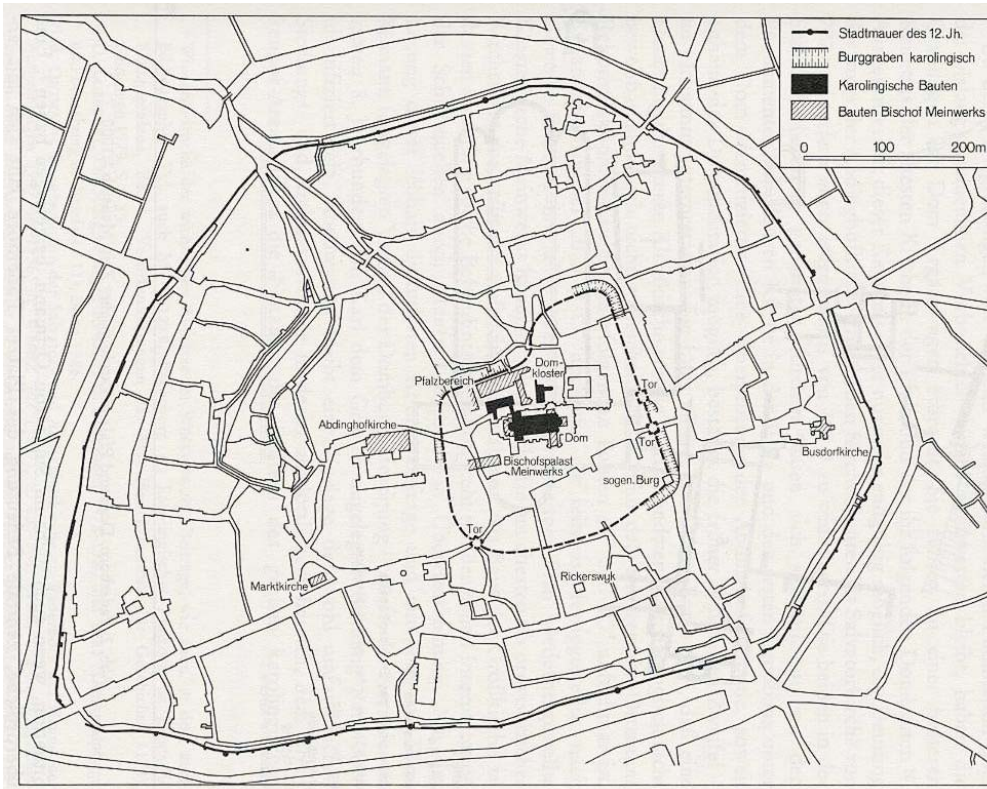 Stadtmauer des 12. Jh.
Burggraben karolingisch
Karolingische Bauten
Bauten Bischof Meinwerks
0 100 200m
Dom-
kloster
Pfalzbereich
Tor
Abdinghofkirche
Dom
Tor
Busdorfkirche
Bischofspalast
Meinwerks
sogen. Burg
Tor
Rickerswyk
Marktkirche